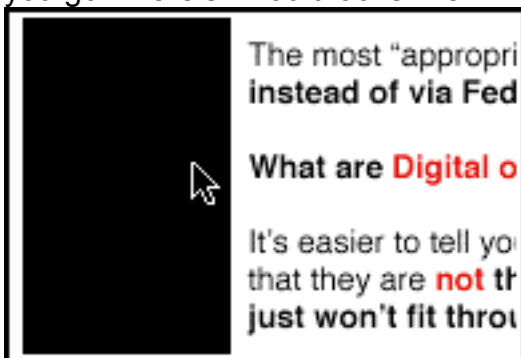 The most “appropri
instead of via Fed
What are Digital o
It's easier to tell yo
that they are not th
just won't fit throu